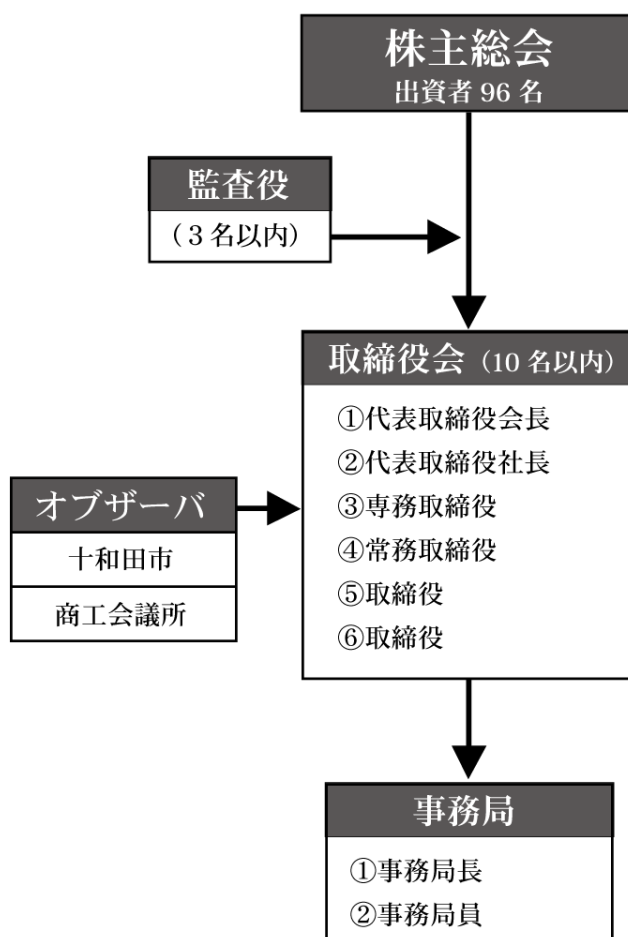 株主総会
出資者 96 名
監査役
（３名以内）
取締役会（10 名以内）
①代表取締役会長
②代表取締役社長
③専務取締役
④常務取締役
⑤取締役
⑥取締役
オブザーバ
十和田市
商工会議所
事務局
①事務局長
②事務局員